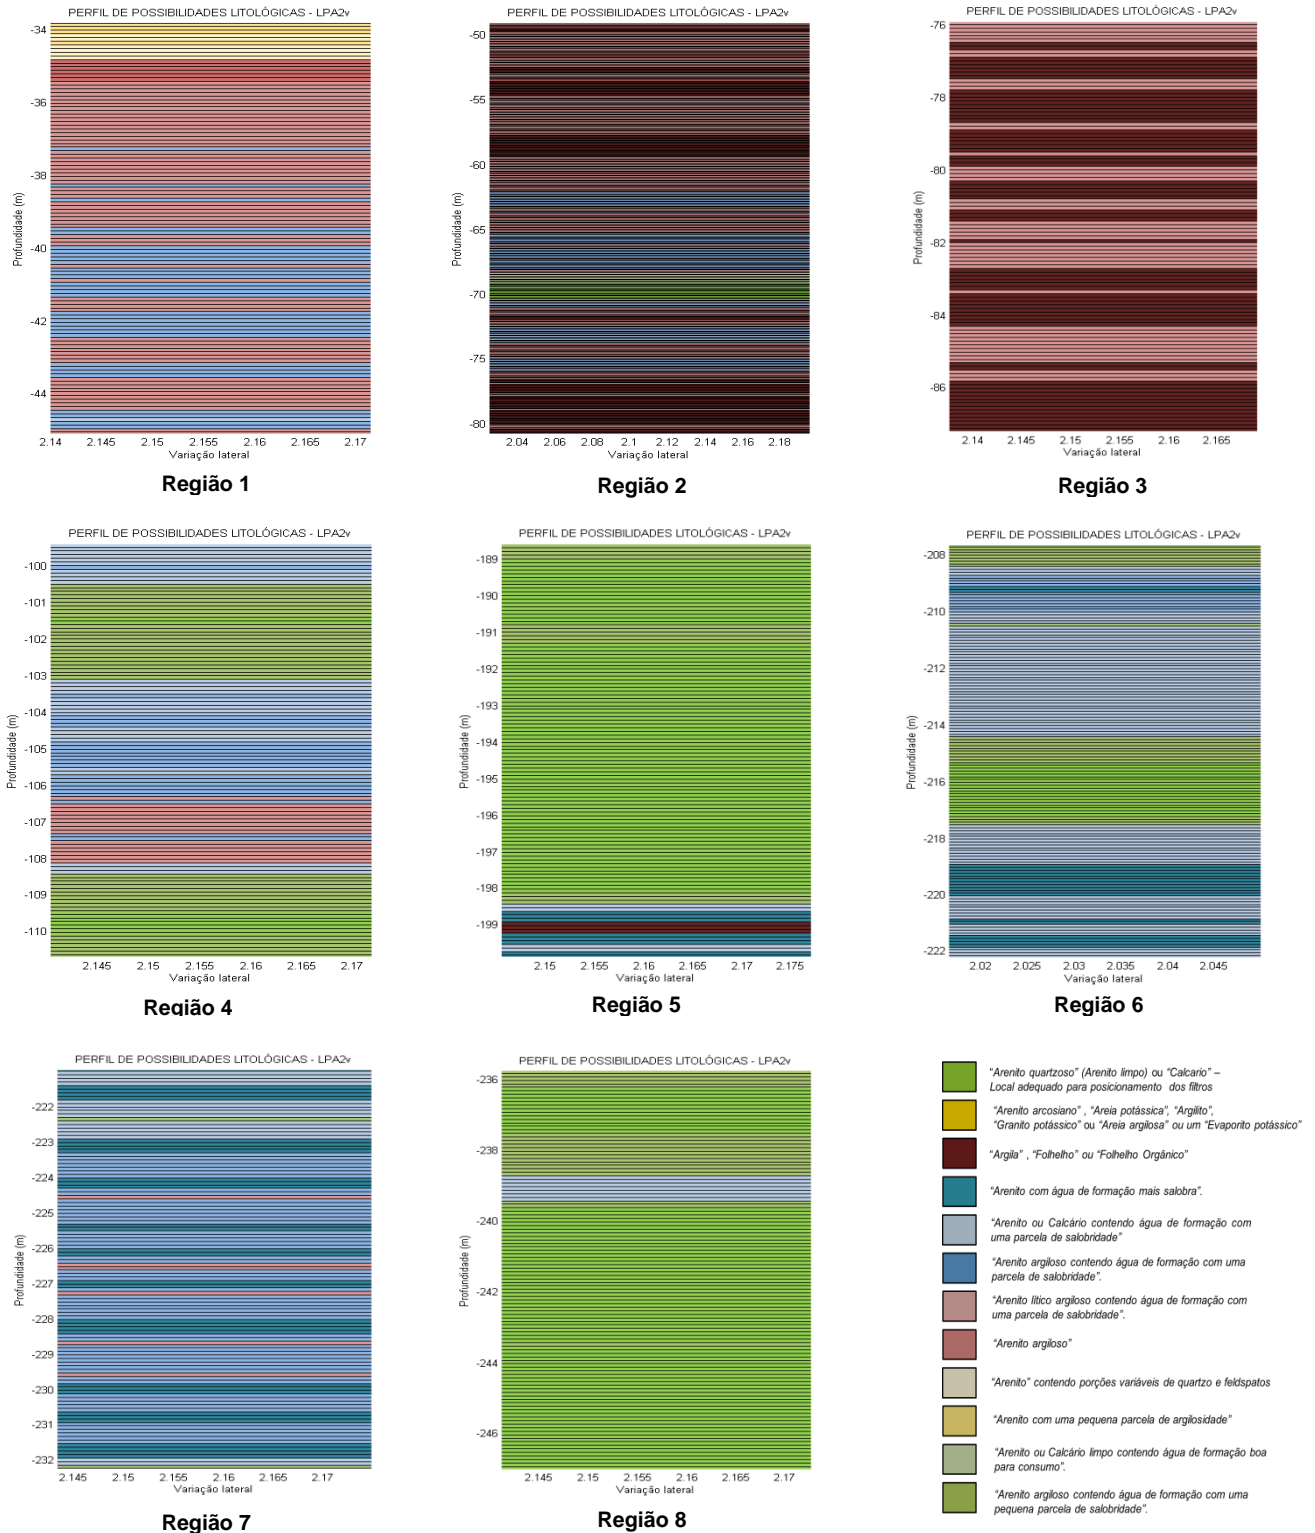 PERFIL DE POSSIBILIDADES LITOLÓGICAS - LPA2v
-34
-36
-38
-40
-42
-44
Profundidade (m)
2.14 2.145 2.15 2.155 2.16 2.165 2.17
Variação lateral
Região 1
PERFIL DE POSSIBILIDADES LITOLÓGICAS - LPA2v
-50
-55
-60
-65
-70
-75
-80
Profundidade (m)
2.04 2.06 2.08 2.1 2.12 2.14 2.16 2.18
Variação lateral
Região 2
PERFIL DE POSSIBILIDADES LITOLÓGICAS - LPA2v
-76
-78
-80
-82
-84
-86
Profundidade (m)
2.14 2.145 2.15 2.155 2.16 2.165
Variação lateral
Região 3
PERFIL DE POSSIBILIDADES LITOLÓGICAS - LPA2v
-100
-101
-102
-103
-104
-105
-106
-107
-108
-109
-110
Profundidade (m)
2.145 2.15 2.155 2.16 2.165 2.17
Variação lateral
Região 4
PERFIL DE POSSIBILIDADES LITOLÓGICAS - LPA2v
-189
-190
-191
-192
-193
-194
-195
-196
-197
-198
-199
Profundidade (m)
2.15 2.155 2.16 2.165 2.17 2.175
Variação lateral
Região 5
PERFIL DE POSSIBILIDADES LITOLÓGICAS - LPA2v
-208
-210
-212
-214
-216
-218
-220
-222
Profundidade (m)
2.02 2.025 2.03 2.035 2.04 2.045
Variação lateral
Região 6
PERFIL DE POSSIBILIDADES LITOLÓGICAS - LPA2v
-222
-223
-224
-225
-226
-227
-228
-229
-230
-231
-232
Profundidade (m)
2.145 2.15 2.155 2.16 2.165 2.17
Variação lateral
Região 7
PERFIL DE POSSIBILIDADES LITOLÓGICAS - LPA2v
-236
-238
-240
-242
-244
-246
Profundidade (m)
2.145 2.15 2.155 2.16 2.165 2.17
Variação lateral
Região 8
"Arenito quartzoso" (Arenito limpo) ou "Calcario" –
Local adequado para posicionamento dos filtros
"Arenito arcosiano" , "Areia potássica", "Argilito",
"Granito potássico" ou "Areia argilosa" ou um "Evaporito potássico"
"Argila" , "Folhelho" ou "Folhelho Orgânico"
"Arenito com água de formação mais salobra".
"Arenito ou Calcário contendo água de formação com
uma parcela de salobridade"
"Arenito argiloso contendo água de formação com uma
parcela de salobridade".
"Arenito lítico argiloso contendo água de formação com
uma parcela de salobridade".
"Arenito argiloso"
"Arenito" contendo porções variáveis de quartzo e feldspatos
"Arenito com uma pequena parcela de argilosidade"
"Arenito ou Calcário limpo contendo água de formação boa
para consumo".
"Arenito argiloso contendo água de formação com uma
pequena parcela de salobridade".